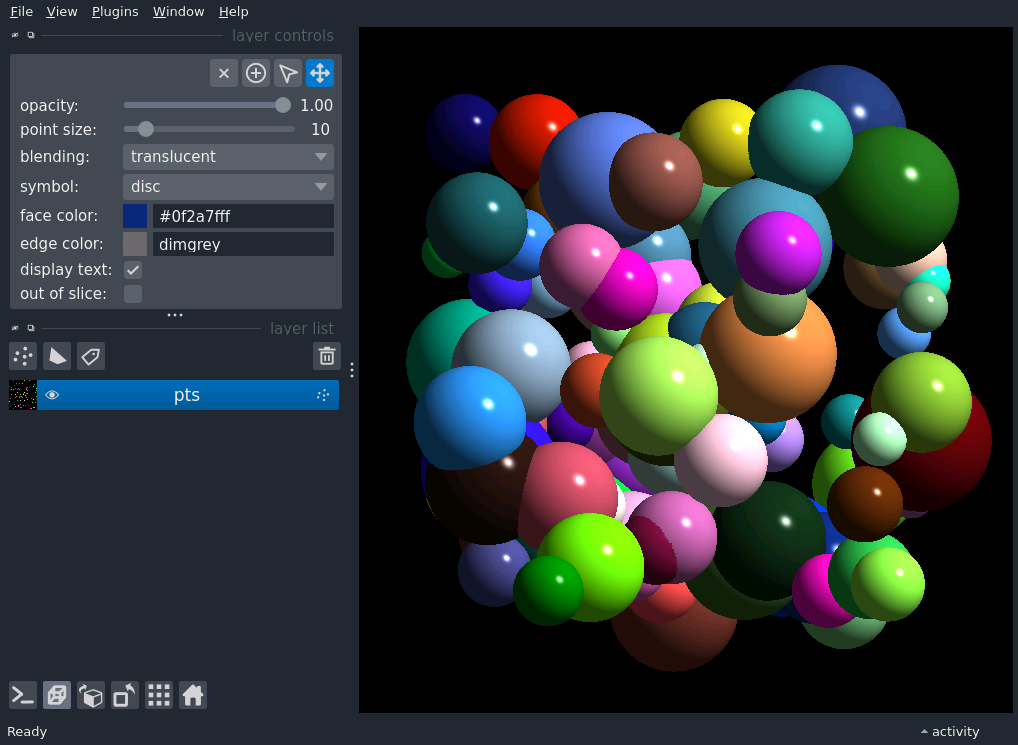 File View Plugins Window Help
layer controls
opacity: 1.00
point size: 10
blending: translucent
symbol: disc
face color: #0f2a7fff
edge color: dimgrey
display text:
out of slice:
layer list
pts
Ready
activity